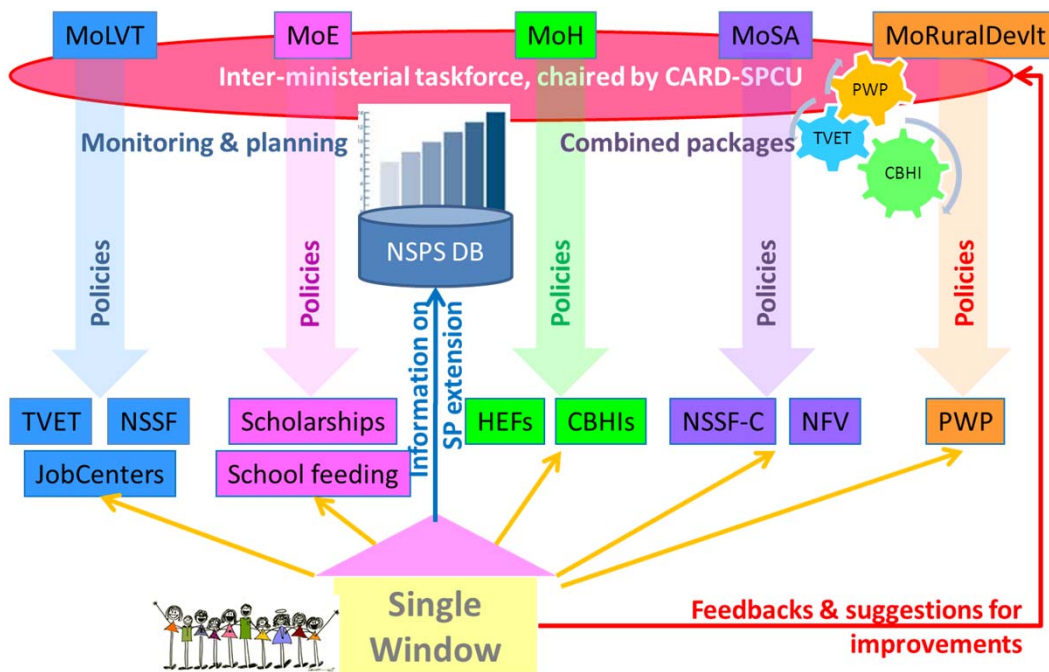 MoLVT
MoE
MoH
MoSA
MoRuralDevlt
Inter-ministerial taskforce, chaired by CARD-SPCU
PWP
Monitoring & planning
Combined packages
TVET
CBHI
NSPS DB
Policies
Policies
Policies
Policies
Policies
Information on
SP extension
TVET
NSSF
Scholarships
HEFs
CBHIs
NSSF-C
NFV
PWP
JobCenters
School feeding
Single
Window
Feedbacks & suggestions for
improvements